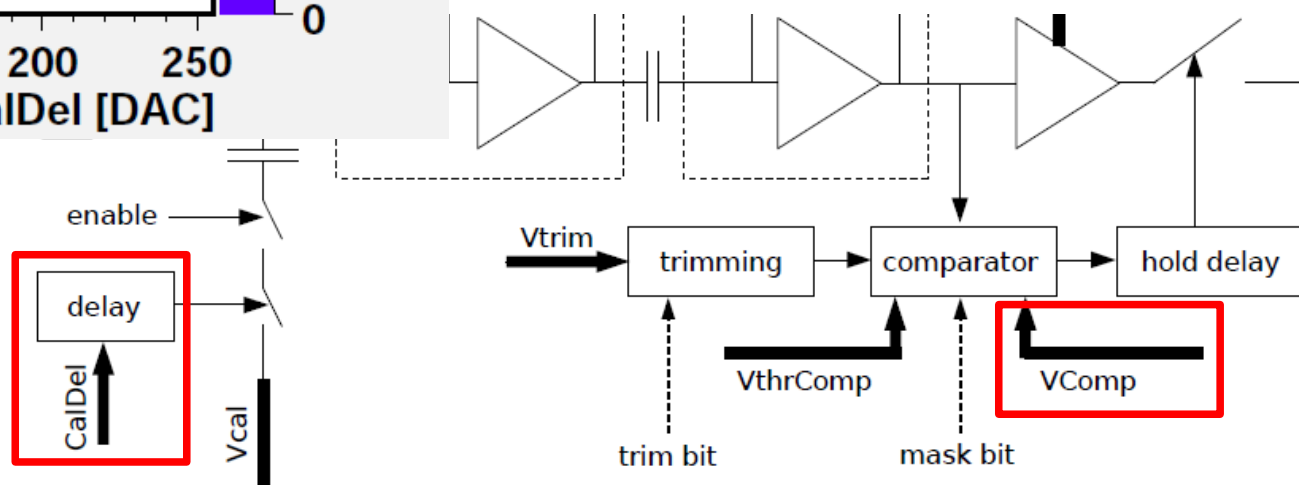 0
200 250
alDel [DAC]
enable
delay
CalDel
Vcal
Vtrim
trimming
comparator
hold delay
VthrComp
VComp
trim bit
mask bit